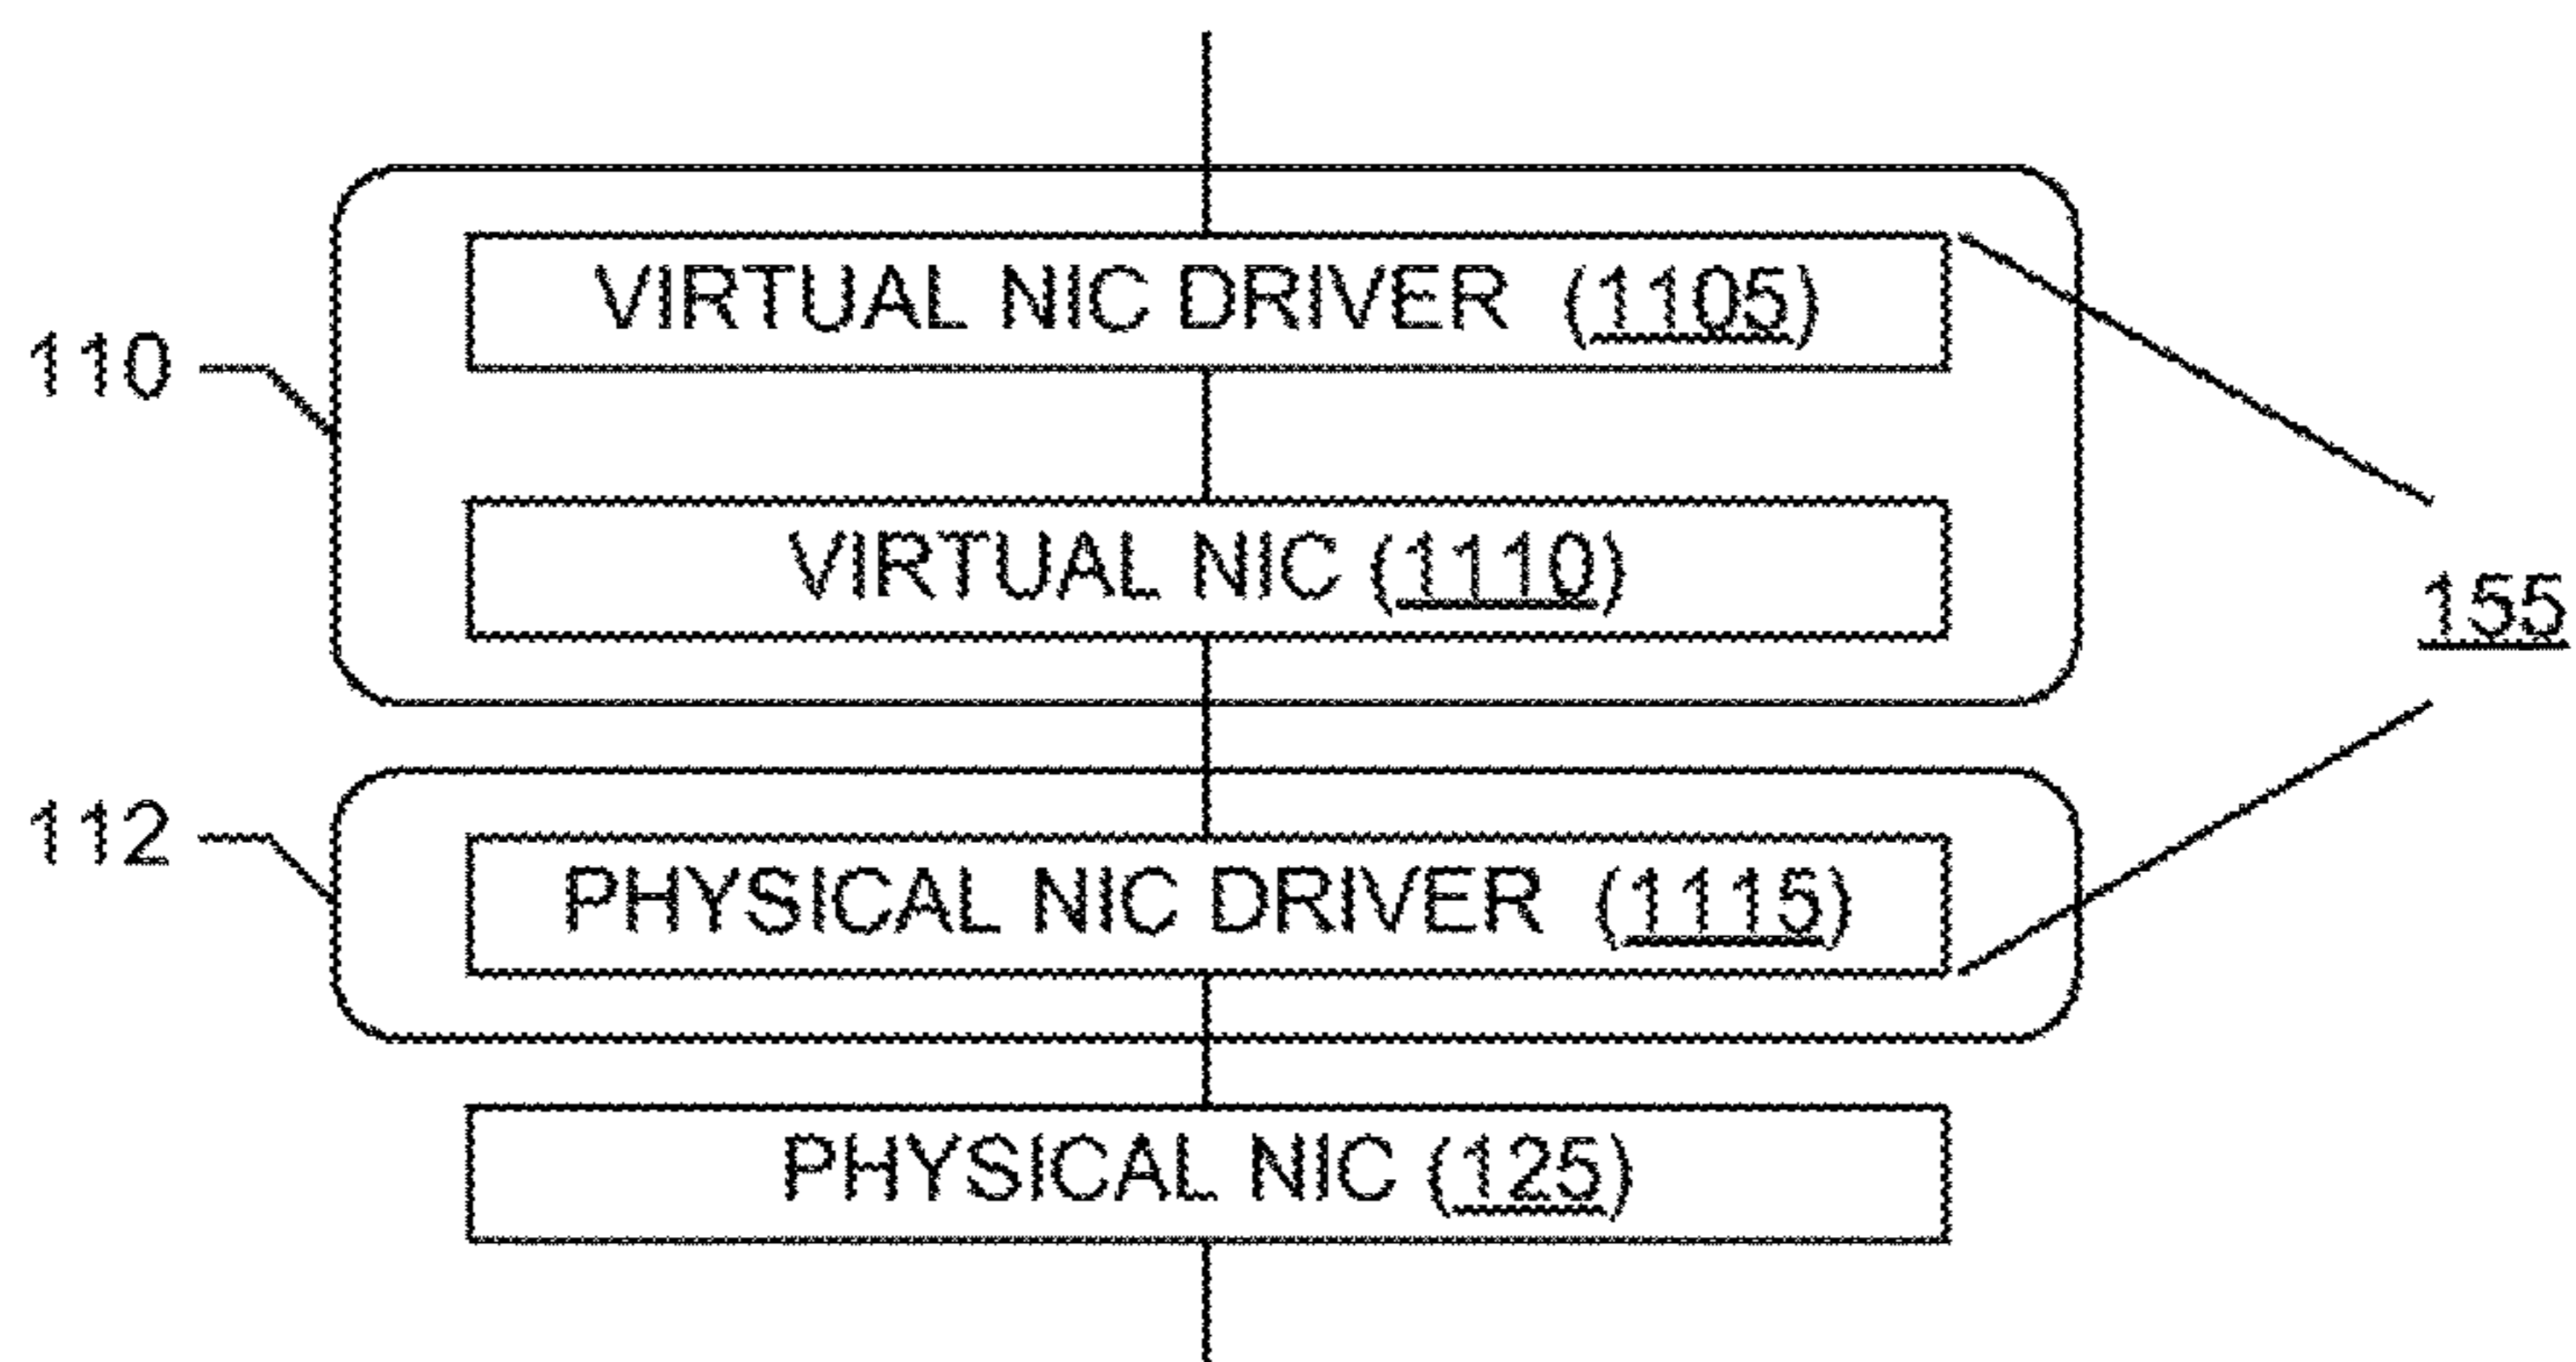 VIRTUAL NIC DRIVER (1105)
110
VIRTUAL NIC (1110)
155
112
PHYSICAL NIC DRIVER (1115)
PHYSICAL NIC (125)